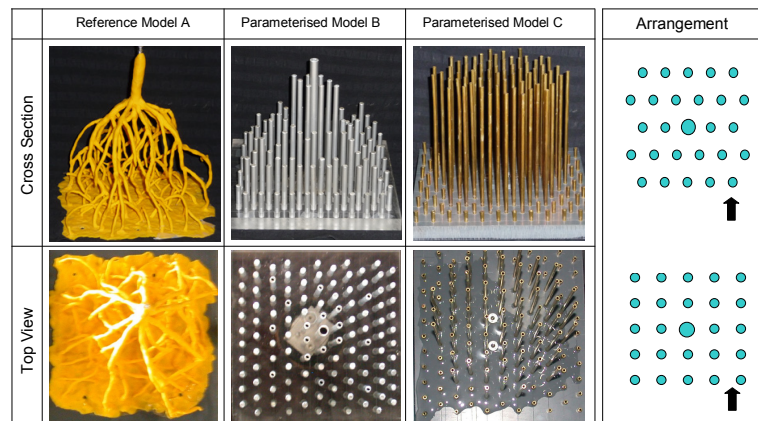 Reference Model A
Parameterised Model B
Parameterised Model C
Arrangement
Cross Section
Top View